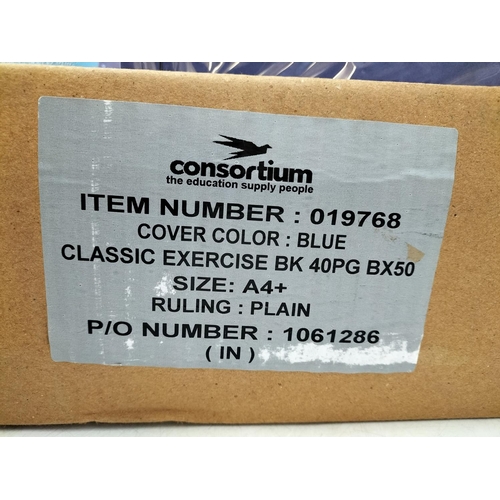 consortium
the education supply people
ITEM NUMBER : 019768
COVER COLOR : BLUE
CLASSIC EXERCISE BK 40PG BX50
SIZE: A4+
RULING : PLAIN
P/O NUMBER : 1061286
( IN )